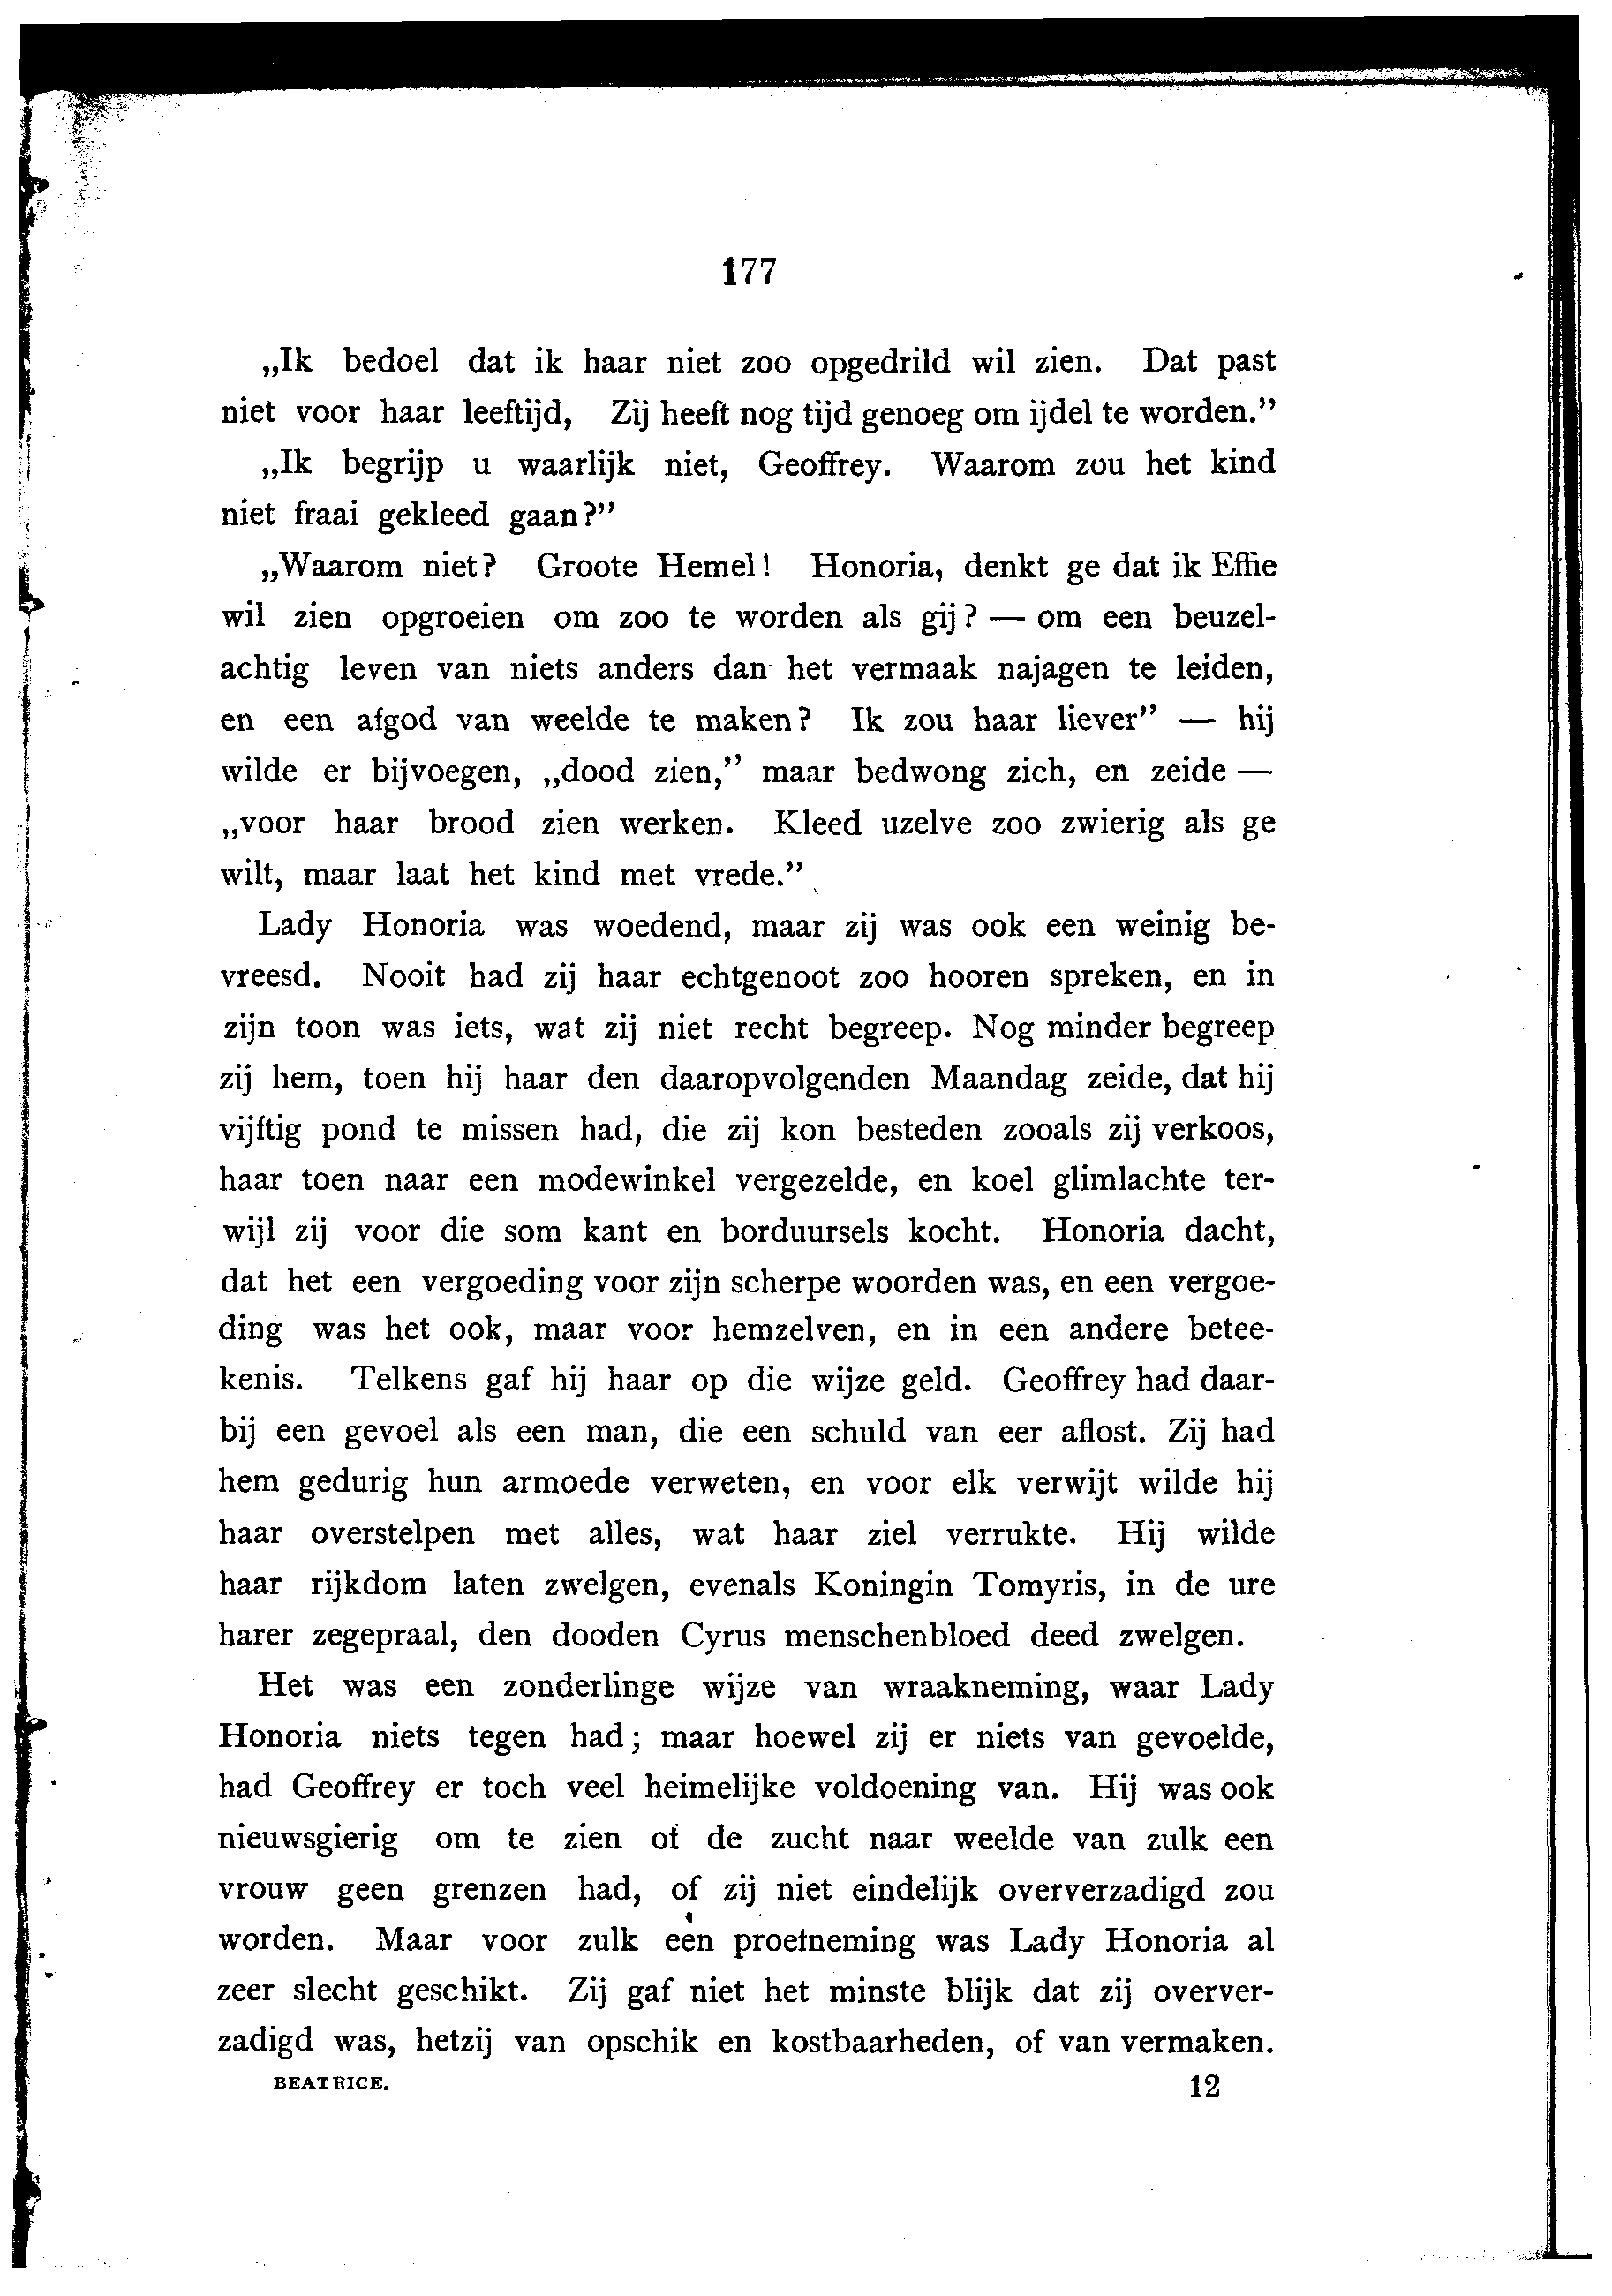 177
„Ik bedoel dat ik haar niet zoo opgedrild wil zien. Dat past
niet voor haar leeftijd, Zij heeft nog tijd genoeg om ijdel te worden.”
„Ik begrijp u waarlijk niet, Geoffrey. Waarom zou het kind
niet fraai gekleed gaan?”
„Waarom niet? Groote Hemel! Honoria, denkt ge dat ik Effie
wil zien opgroeien om zoo te worden als gij? — om een beuzel-
achtig leven van niets anders dan het vermaak najagen te leiden,
en een afgod van weelde te maken? Ik zou haar liever” — hij
wilde er bijvoegen, „dood zien,” maar bedwong zich, en zeide —
„voor haar brood zien werken. Kleed uzelve zoo zwierig als ge
wilt, maar laat het kind met vrede.”
Lady Honoria was woedend, maar zij was ook een weinig be-
vreesd. Nooit had zij haar echtgenoot zoo hooren spreken, en in
zijn toon was iets, wat zij niet recht begreep. Nog minder begreep
zij hem, toen hij haar den daaropvolgenden Maandag zeide, dat hij
vijftig pond te missen had, die zij kon besteden zooals zij verkoos,
haar toen naar een modewinkel vergezelde, en koel glimlachte ter-
wijl zij voor die som kant en borduursels kocht. Honoria dacht,
dat het een vergoeding voor zijn scherpe woorden was, en een vergoe-
ding was het ook, maar voor hemzelven, en in een andere betee-
kenis. Telkens gaf hij haar op die wijze geld. Geoffrey had daar-
bij een gevoel als een man, die een schuld van eer aflost. Zij had
hem gedurig hun armoede verweten, en voor elk verwijt wilde hij
haar overstelpen met alles, wat haar ziel verrukte. Hij wilde
haar rijkdom laten zwelgen, evenals Koningin Tomyris, in de ure
harer zegepraal, den dooden Cyrus menschenbloed deed zwelgen.
Het was een zonderlinge wijze van wraakneming, waar Lady
Honoria niets tegen had; maar hoewel zij er niets van gevoelde,
had Geoffrey er toch veel heimelijke voldoening van. Hij was ook
nieuwsgierig om te zien of de zucht naar weelde van zulk een
vrouw geen grenzen had, of zij niet eindelijk oververzadigd zou
worden. Maar voor zulk een proefneming was Lady Honoria al
zeer slecht geschikt. Zij gaf niet het minste blijk dat zij overver-
zadigd was, hetzij van opschik en kostbaarheden, of van vermaken.
BEATRICE. 12